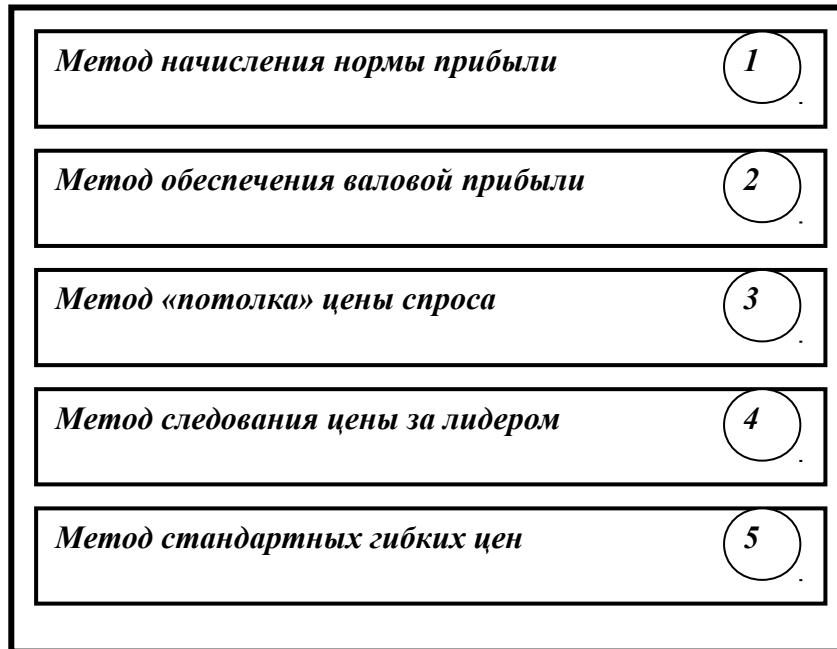 Метод начисления нормы прибыли 1
.
Метод обеспечения валовой прибыли 2
.
Метод «потолка» цены спроса 3
.
Метод следования цены за лидером 4
.
Метод стандартных гибких цен 5
.